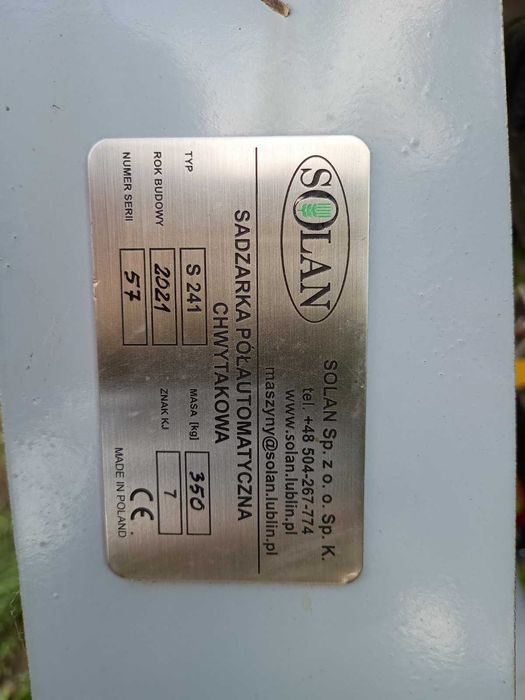 SOLAN
SOLAN Sp. z o. o. Sp. K.
tel. +48 504-267-774
www.solan.lublin.pl
maszyny@solan.lublin.pl
SADZARKA PÓŁAUTOMATYCZNA
CHWYTAKOWA
TYP S 241 MASA [kg] 350
ROK BUDOWY 2021 ZNAK KJ 1
NUMER SERII 57 CE
MADE IN POLAND